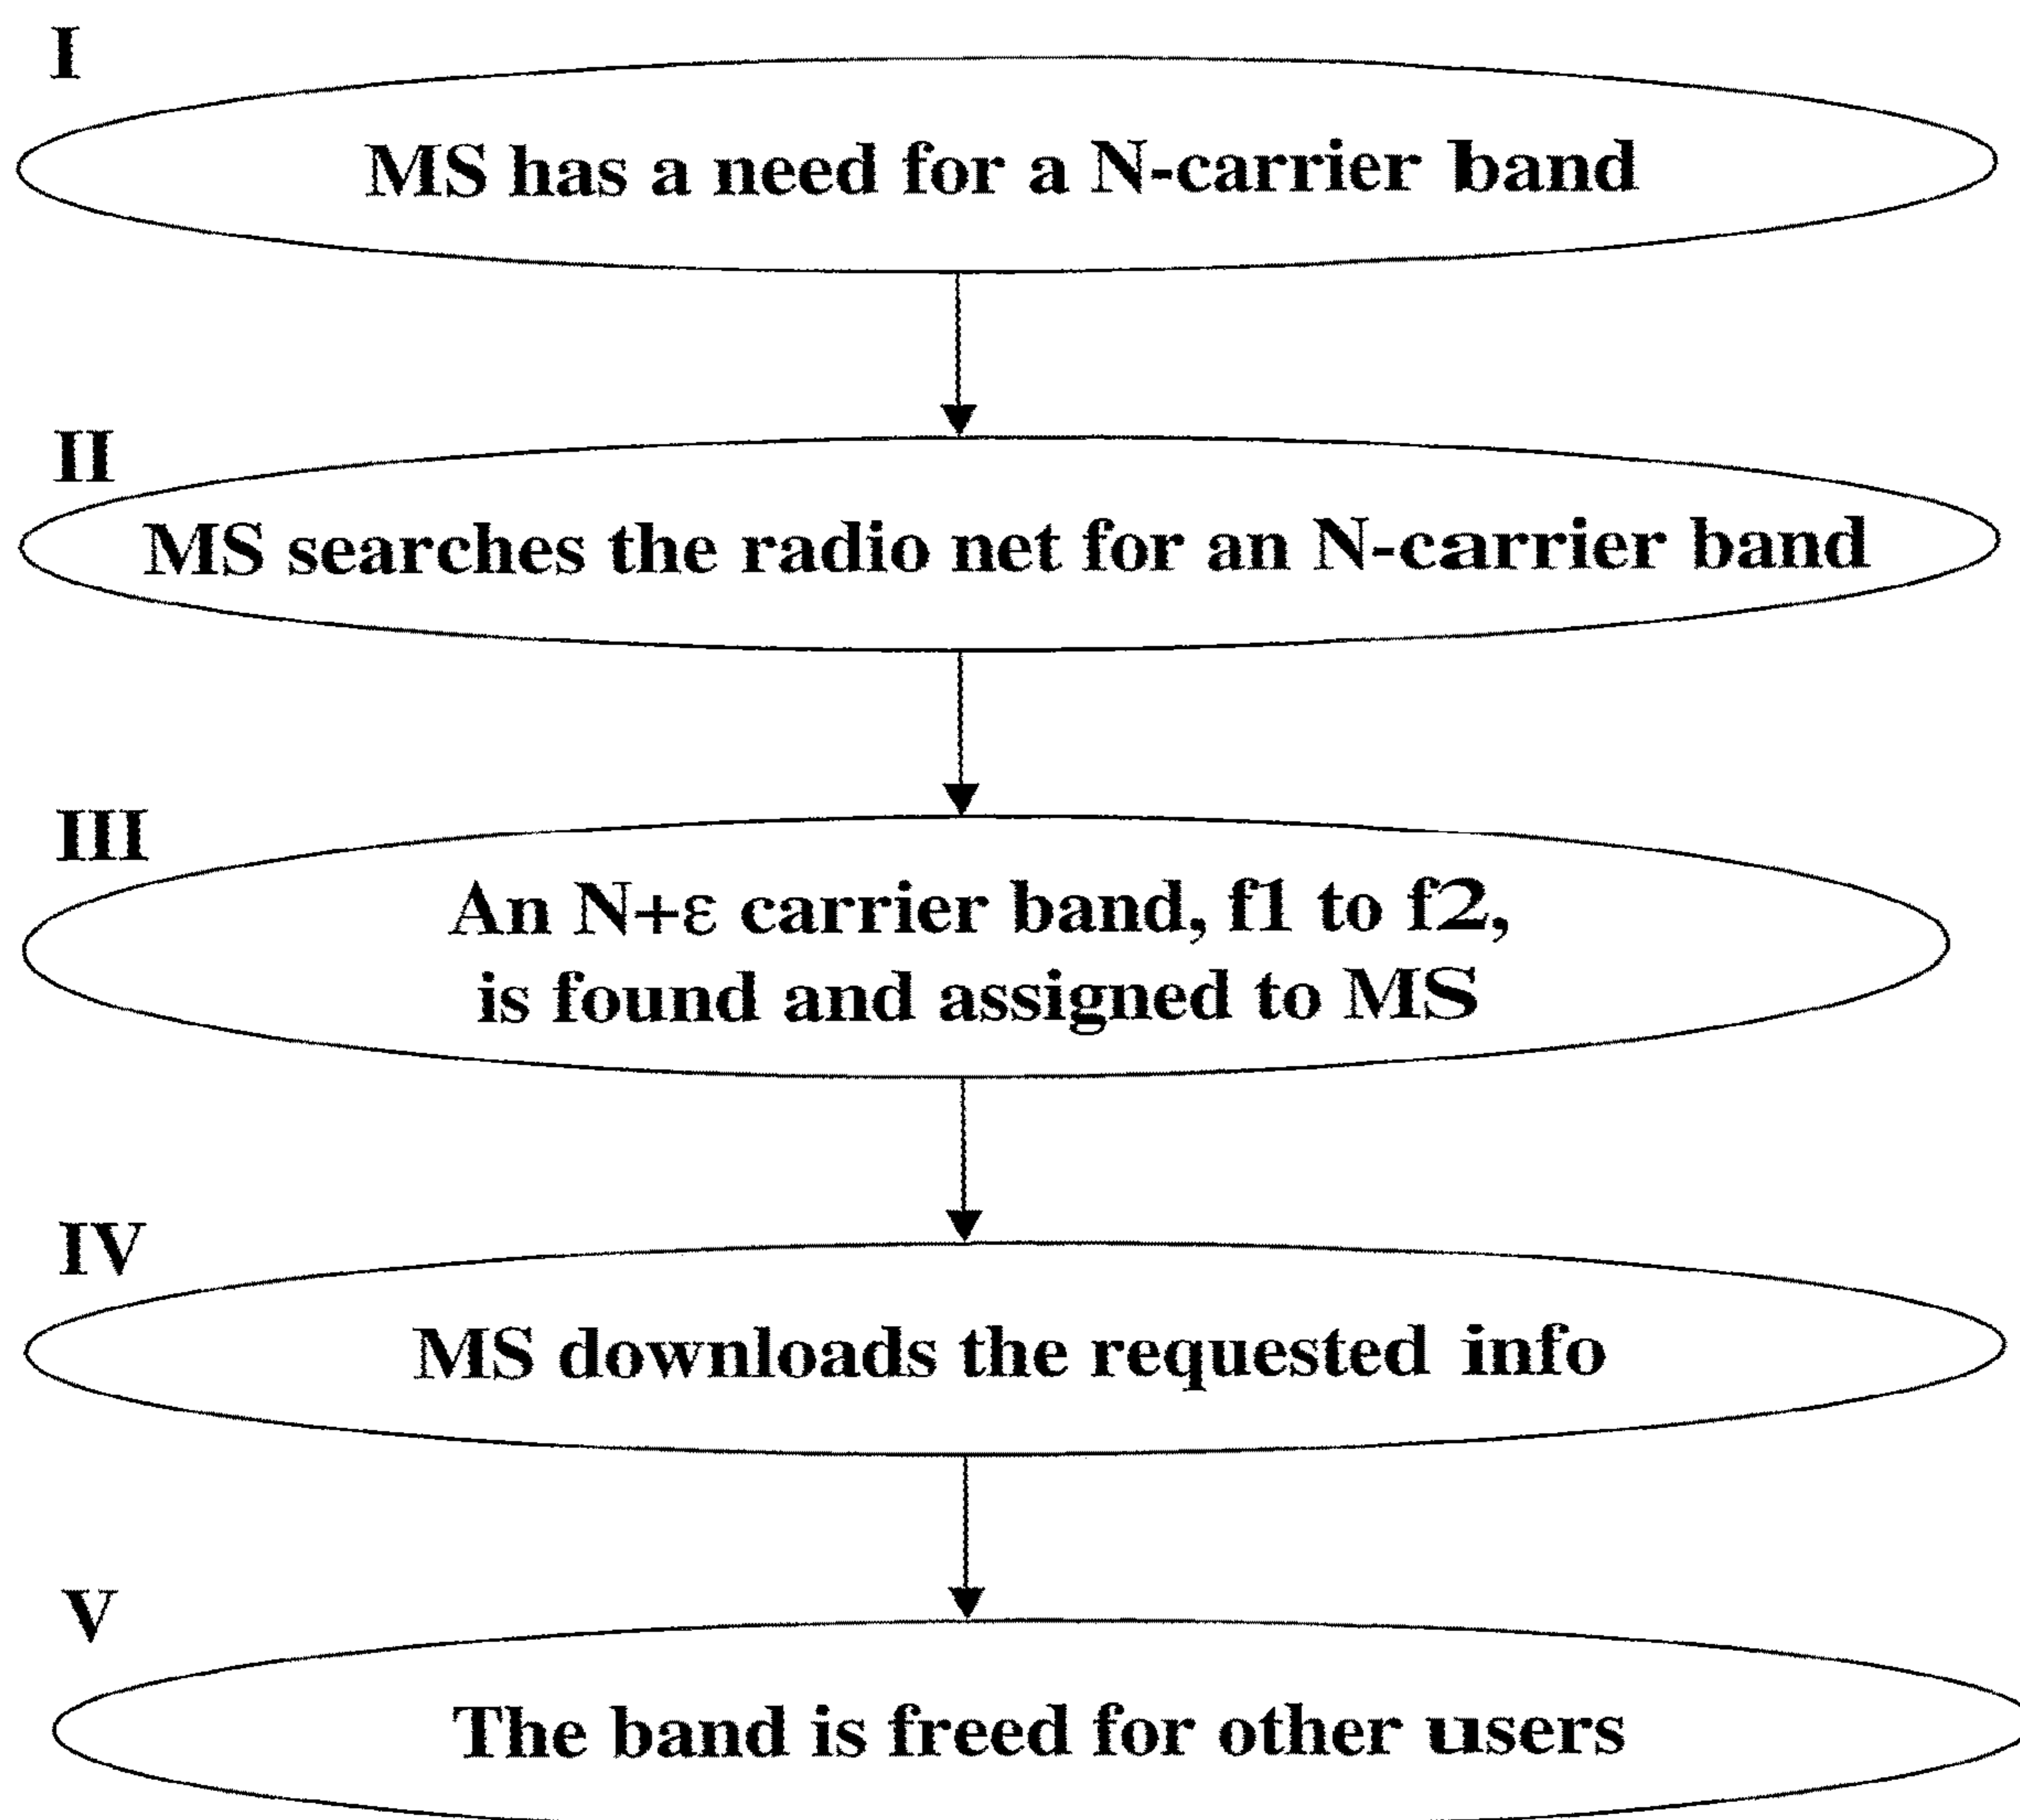 I
MS has a need for a N-carrier band
II
MS searches the radio net for an N-carrier band
III
An N+ε carrier band, f1 to f2,
is found and assigned to MS
IV
MS downloads the requested info
V
The band is freed for other users